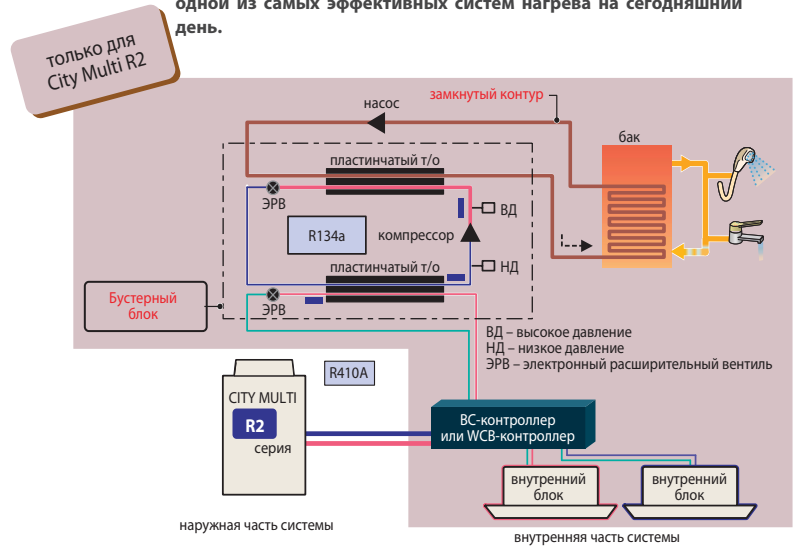 одной из самых эффективных систем нагрева на сегодняшний
день.
только для
City Multi R2
насос
замкнутый контур
бак
пластинчатый т/о
ЭРВ
ВД
R134a
компрессор
пластинчатый т/о
НД
Бустерный
блок
ЭРВ
ВД – высокое давление
НД – низкое давление
ЭРВ – электронный расширительный вентиль
R410A
CITY MULTI
R2
серия
BC-контроллер
или WCB-контроллер
внутренний
блок
внутренний
блок
наружная часть системы
внутренняя часть системы